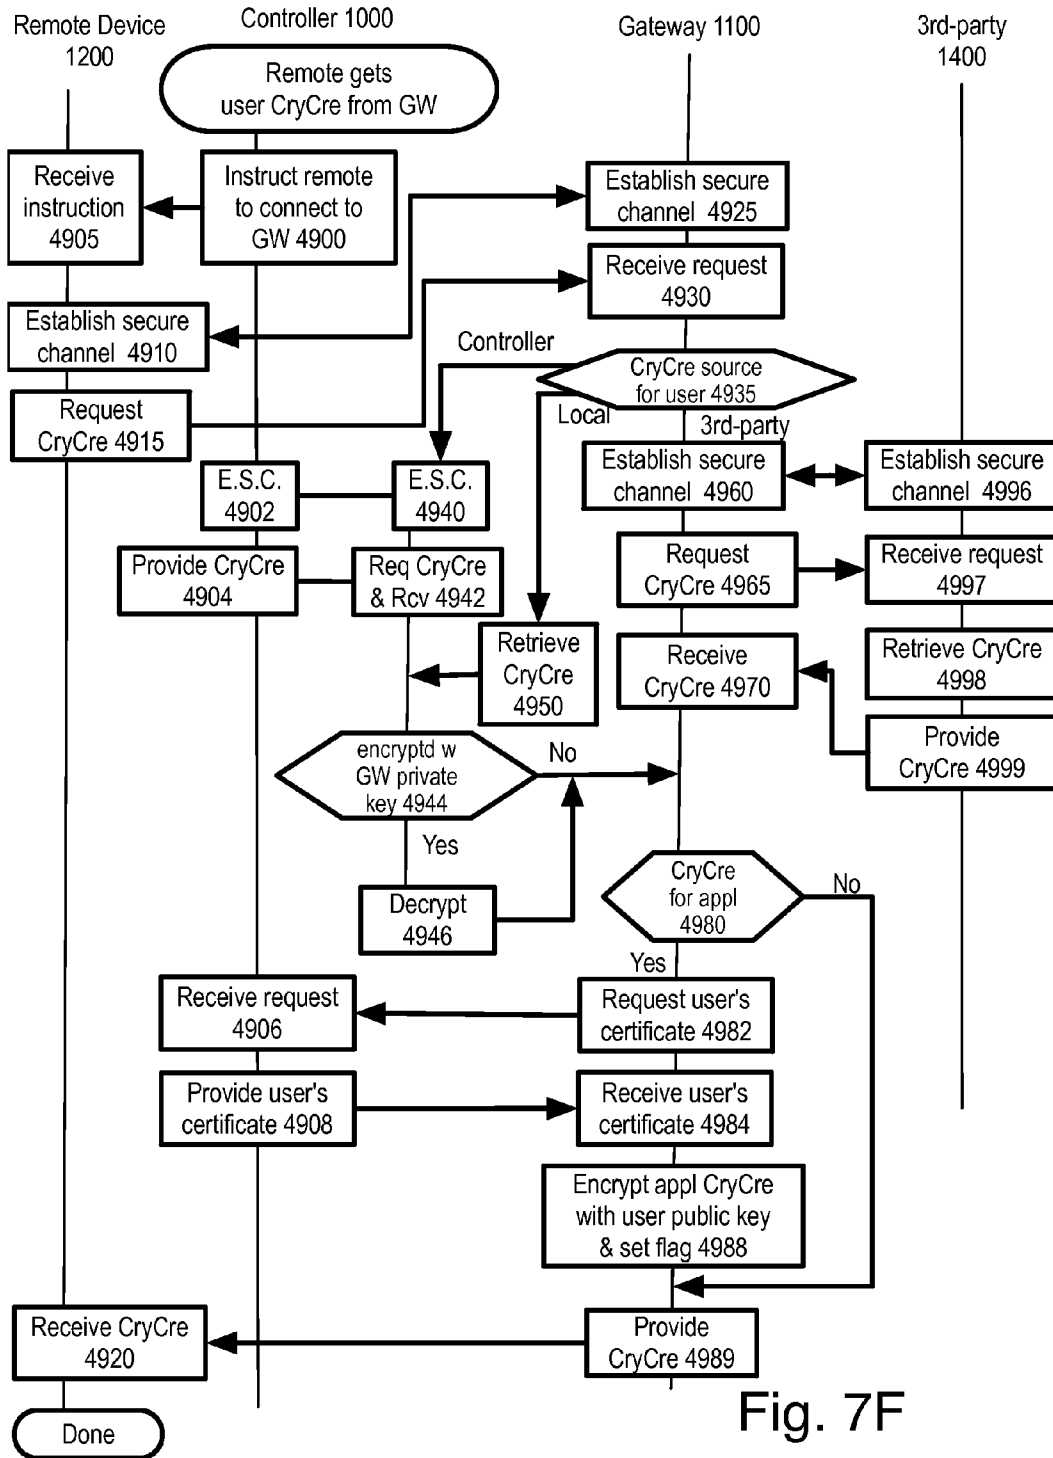 Remote Device
1200
Controller 1000
Gateway 1100
3rd-party
1400
Remote gets
user CryCre from GW
Receive
instruction
4905
Instruct remote
to connect to
GW 4900
Establish secure
channel 4925
Receive request
4930
Establish secure
channel 4910
Controller
CryCre source
for user 4935
Local
3rd-party
Request
CryCre 4915
E.S.C.
4902
E.S.C.
4940
Establish secure
channel 4960
Establish secure
channel 4996
Provide CryCre
4904
Req CryCre
& Rcv 4942
Request
CryCre 4965
Receive request
4997
Retrieve
CryCre
4950
Receive
CryCre 4970
Retrieve CryCre
4998
Provide
CryCre 4999
encryptd w
GW private
key 4944
No
Yes
Decrypt
4946
CryCre
for appl
4980
No
Yes
Receive request
4906
Request user's
certificate 4982
Provide user's
certificate 4908
Receive user's
certificate 4984
Encrypt appl CryCre
with user public key
& set flag 4988
Receive CryCre
4920
Provide
CryCre 4989
Done
Fig. 7F